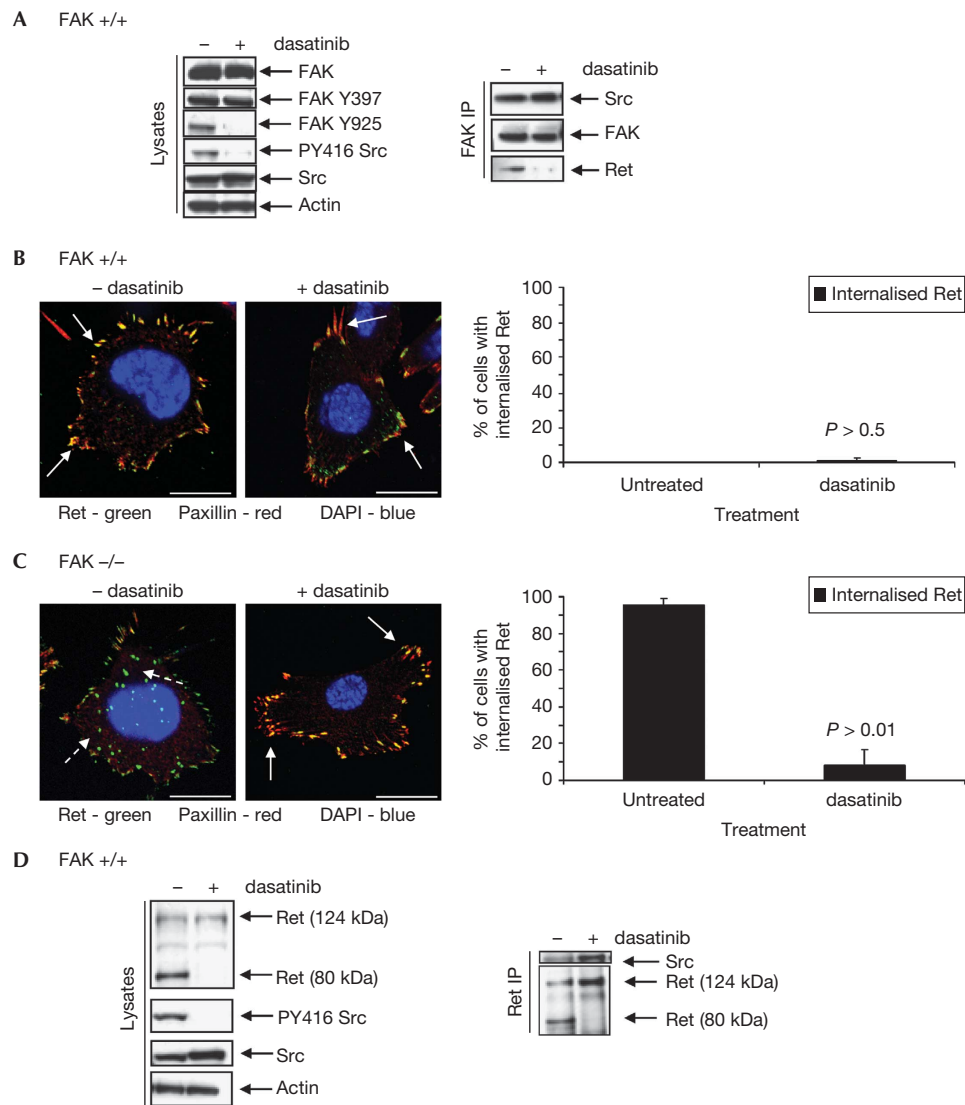 A FAK +/+
– + dasatinib
FAK
FAK Y397
FAK Y925
PY416 Src
Src
Actin
Lysates
– + dasatinib
Src
FAK
Ret
FAK IP
B FAK +/+
– dasatinib + dasatinib
Ret - green Paxillin - red DAPI - blue
% of cells with
internalised Ret
100
80
60
40
20
0
Internalised Ret
P > 0.5
Untreated dasatinib
Treatment
C FAK –/–
– dasatinib + dasatinib
Ret - green Paxillin - red DAPI - blue
% of cells with
internalised Ret
100
80
60
40
20
0
Internalised Ret
P > 0.01
Untreated dasatinib
Treatment
D FAK +/+
– + dasatinib
Ret (124 kDa)
Ret (80 kDa)
PY416 Src
Src
Actin
Lysates
– + dasatinib
Src
Ret (124 kDa)
Ret (80 kDa)
Ret IP